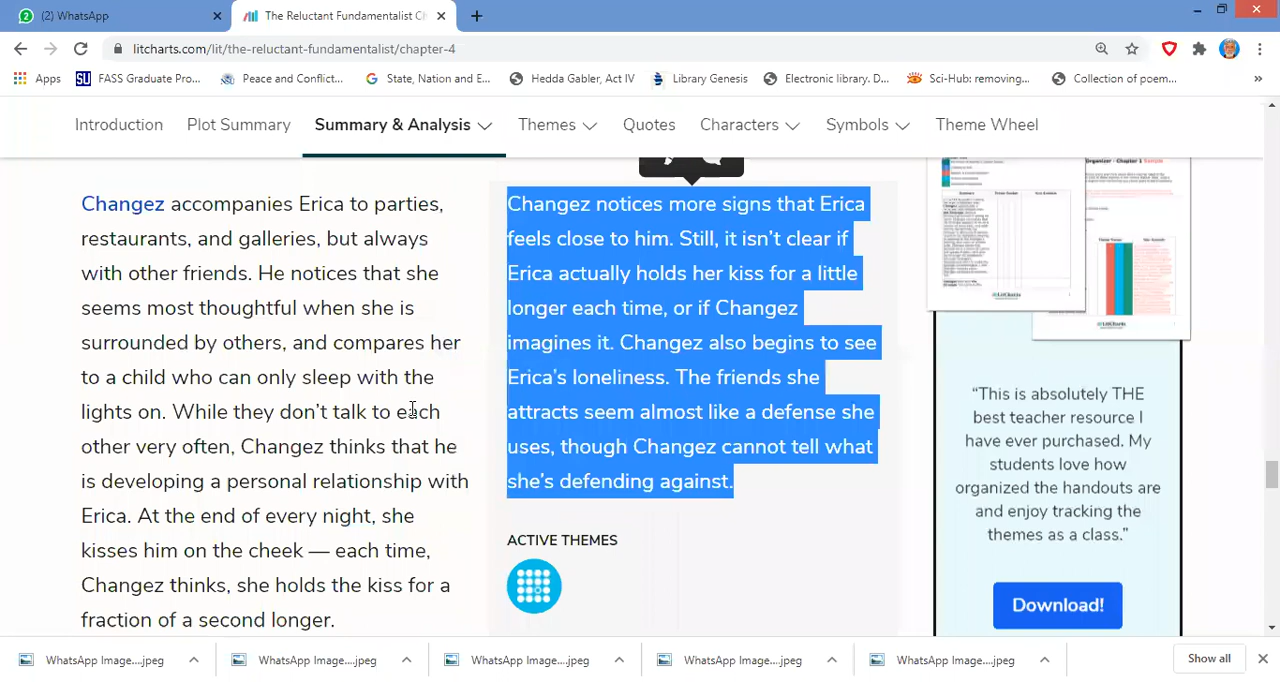 (2) WhatsApp
The Reluctant Fundamentalist Ch
litcharts.com/lit/the-reluctant-fundamentalist/chapter-4
Apps
FASS Graduate Pro...
Peace and Conflict...
State, Nation and E...
Hedda Gabler, Act IV
Library Genesis
Electronic library. D...
Sci-Hub: removing...
Collection of poem...
»
Introduction
Plot Summary
Summary & Analysis
Themes
Quotes
Characters
Symbols
Theme Wheel
Changez accompanies Erica to parties,
restaurants, and galleries, but always
with other friends. He notices that she
seems most thoughtful when she is
surrounded by others, and compares her
to a child who can only sleep with the
lights on. While they don’t talk to each
other very often, Changez thinks that he
is developing a personal relationship with
Erica. At the end of every night, she
kisses him on the cheek — each time,
Changez thinks, she holds the kiss for a
fraction of a second longer.
Changez notices more signs that Erica
feels close to him. Still, it isn’t clear if
Erica actually holds her kiss for a little
longer each time, or if Changez
imagines it. Changez also begins to see
Erica’s loneliness. The friends she
attracts seem almost like a defense she
uses, though Changez cannot tell what
she’s defending against.
ACTIVE THEMES
LitCharts
LitCharts
“This is absolutely THE
best teacher resource I
have ever purchased. My
students love how
organized the handouts are
and enjoy tracking the
themes as a class.”
Download!
WhatsApp Image....jpeg
WhatsApp Image....jpeg
WhatsApp Image....jpeg
WhatsApp Image....jpeg
WhatsApp Image....jpeg
Show all